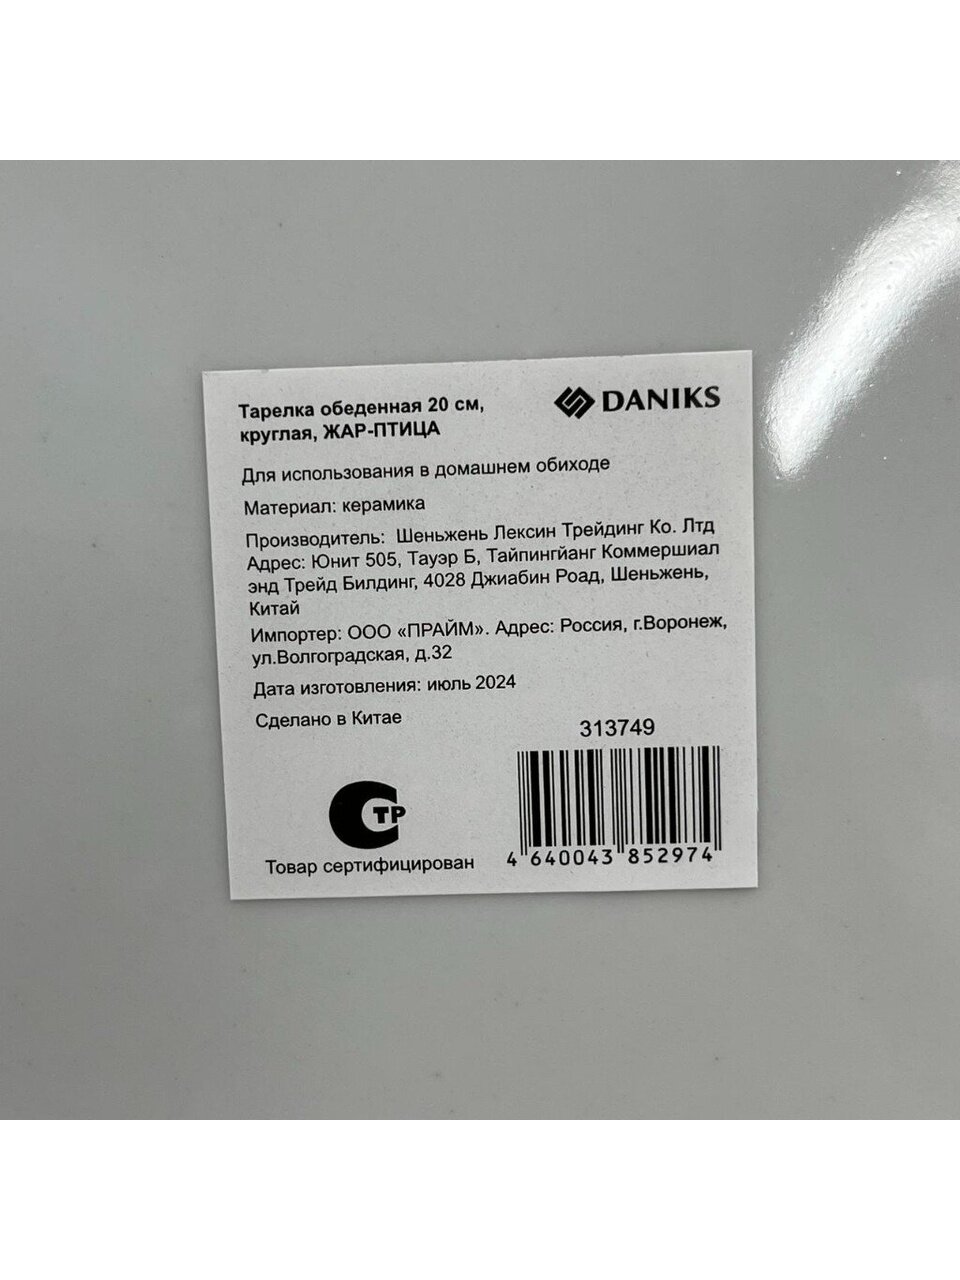 Тарелка обеденная 20 см,
круглая, ЖАР-ПТИЦА
DANIKS
Для использования в домашнем обиходе
Материал: керамика
Производитель: Шеньжень Лексин Трейдинг Ко. Лтд
Адрес: Юнит 505, Тауэр Б, Тайпингйанг Коммершиал
энд Трейд Билдинг, 4028 Джиабин Роад, Шеньжень,
Китай
Импортер: ООО «ПРАЙМ». Адрес: Россия, г.Воронеж,
ул.Волгоградская, д.32
Дата изготовления: июль 2024
Сделано в Китае
313749
4 640043 852974
СТР
Товар сертифицирован